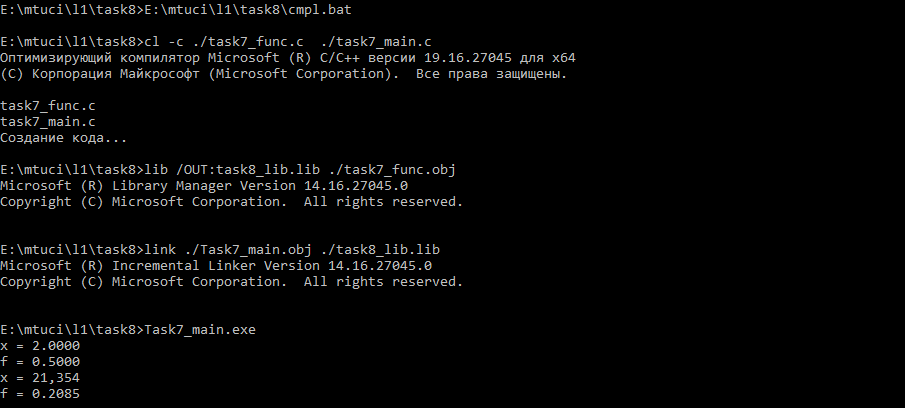 E:\mtuci\l1\task8>E:\mtuci\l1\task8\cmpl.bat
E:\mtuci\l1\task8>cl -c ./task7_func.c  ./task7_main.c
Оптимизирующий компилятор Microsoft (R) C/C++ версии 19.16.27045 для x64
(C) Корпорация Майкрософт (Microsoft Corporation).  Все права защищены.
task7_func.c
task7_main.c
Создание кода...
E:\mtuci\l1\task8>lib /OUT:task8_lib.lib ./task7_func.obj
Microsoft (R) Library Manager Version 14.16.27045.0
Copyright (C) Microsoft Corporation.  All rights reserved.
E:\mtuci\l1\task8>link ./Task7_main.obj ./task8_lib.lib
Microsoft (R) Incremental Linker Version 14.16.27045.0
Copyright (C) Microsoft Corporation.  All rights reserved.
E:\mtuci\l1\task8>Task7_main.exe
x = 2.0000
f = 0.5000
x = 21,354
f = 0.2085